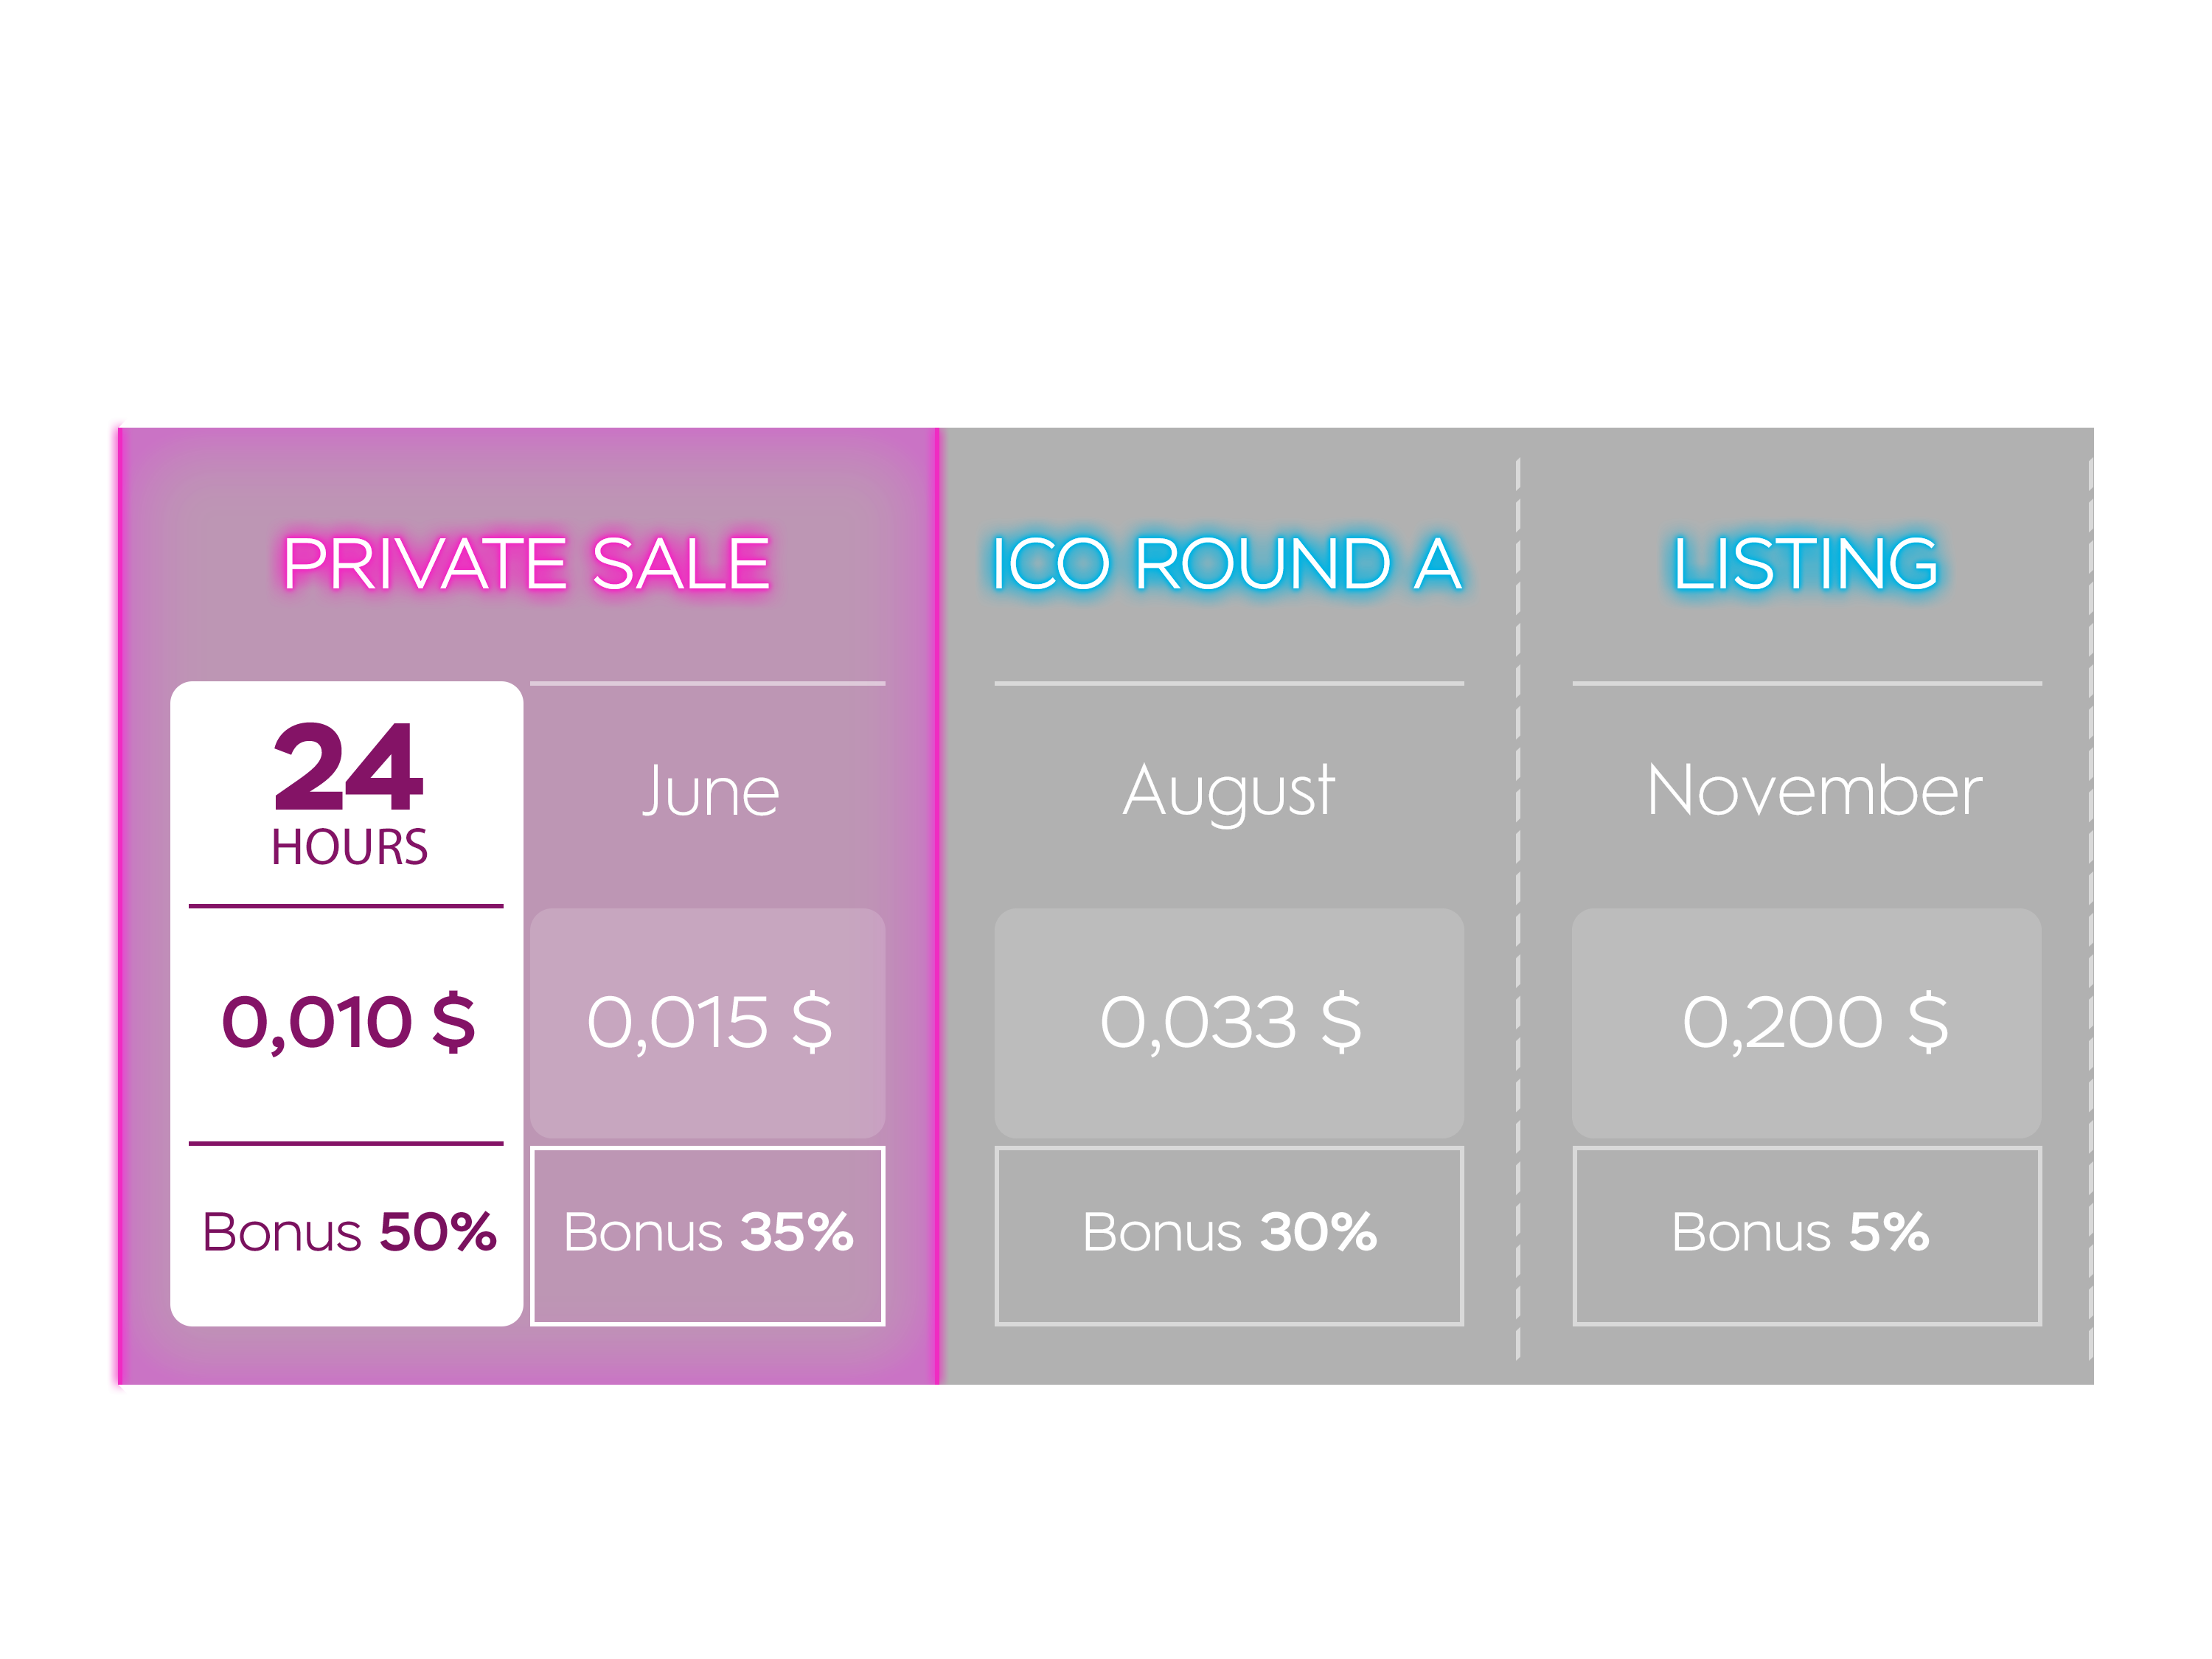 PRIVATE SALE
ICO ROUND A
LISTING
24
HOURS
June
August
November
0,010 $
0,015 $
0,033 $
0,200 $
Bonus 50%
Bonus 35%
Bonus 30%
Bonus 5%